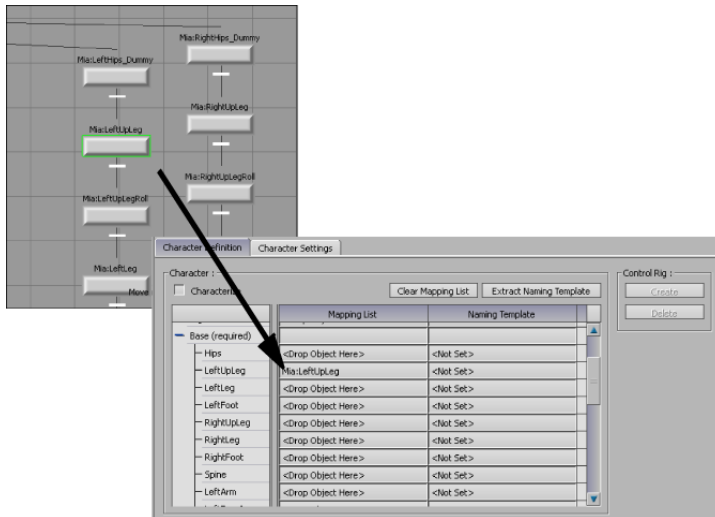 Mia:RightHips_Dummy
Mia:LeftHips_Dummy
Mia:RightUpLeg
Mia:LeftUpLeg
Mia:RightUpLegRoll
Mia:LeftUpLegRoll
Mia:LeftLeg
Move
Character Definition Character Settings
Character : Control Rig :
Clear Mapping List Extract Naming Template Create
Delete
Mapping List Naming Template
Base (required)
Hips <Drop Object Here> <Not Set>
LeftUpLeg Mia:LeftUpLeg <Not Set>
LeftLeg <Drop Object Here> <Not Set>
LeftFoot <Drop Object Here> <Not Set>
RightUpLeg <Drop Object Here> <Not Set>
RightLeg <Drop Object Here> <Not Set>
RightFoot <Drop Object Here> <Not Set>
Spine <Drop Object Here> <Not Set>
LeftArm <Drop Object Here> <Not Set>